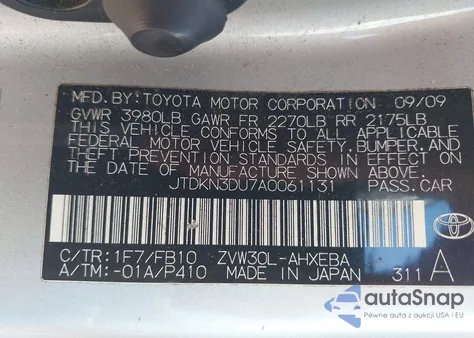 MFD. BY: TOYOTA MOTOR CORPORATION 09/09
GVWR 3980LB GAWR FR 2270LB RR 2175LB
THIS VEHICLE CONFORMS TO ALL APPLICABLE
FEDERAL MOTOR VEHICLE SAFETY, BUMPER, AND
THEFT PREVENTION STANDARDS IN EFFECT ON
THE DATE OF MANUFACTURE SHOWN ABOVE.
JTDKN3DU7A0061131 PASS.CAR
C/TR: 1F7/FB10 ZVW30L-AHXEBA
A/TM: -01A/P410 MADE IN JAPAN 311 A
TOYOTA
autoSnap
Pewne auta z USA i EU